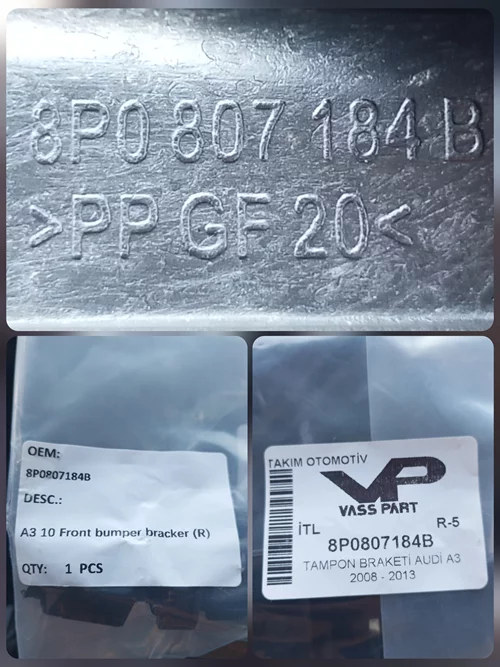 8P0 807 184 B
>PP GF 20<
OEM:
8P0807184B
DESC.:
A3 10 Front bumper bracker (R)
QTY: 1 PCS
TAKIM OTOMOTİV
VP
VASS PART
İTL R-5
8P0807184B
TAMPON BRAKETİ AUDİ A3
2008 - 2013